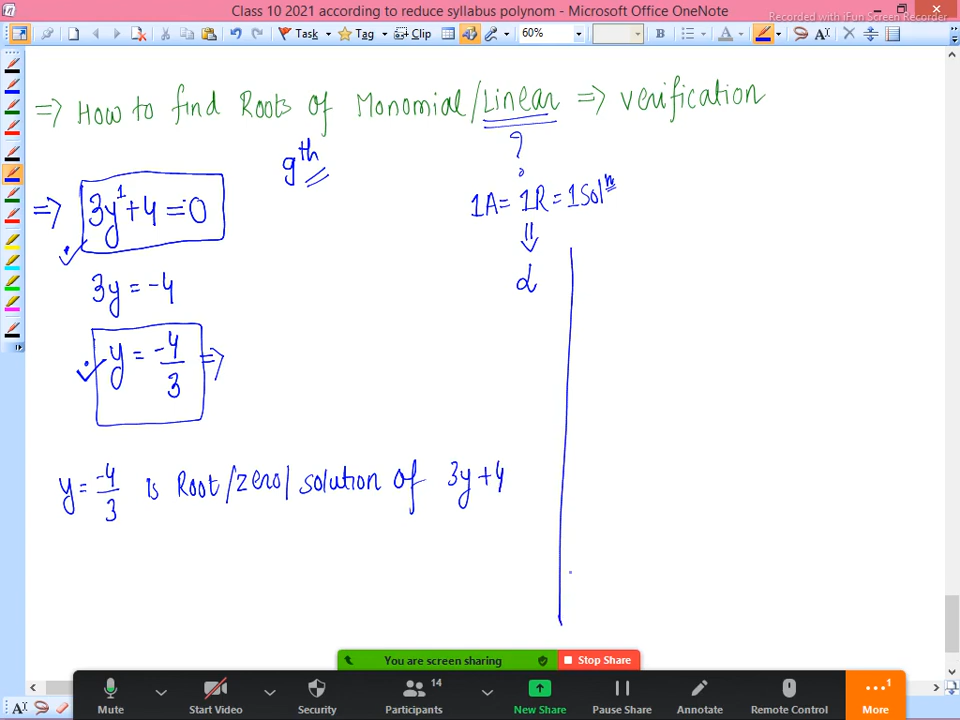 Class 10 2021 according to reduce syllabus polynom - Microsoft Office OneNote
Recorded with iFun Screen Recorder
Task
Tag
Clip
60%
B
A
⇒ How to find Roots of Monomial/Linear ⇒ verification
9th
?
⇒ 3y¹+4=0
1A= 1R = 1Solⁿ
α
3y = -4
y = -4/3 ⇒
y = -4/3 is Root/zero/solution of 3y+4
You are screen sharing
Stop Share
14
1
Mute
Start Video
Security
Participants
New Share
Pause Share
Annotate
Remote Control
More